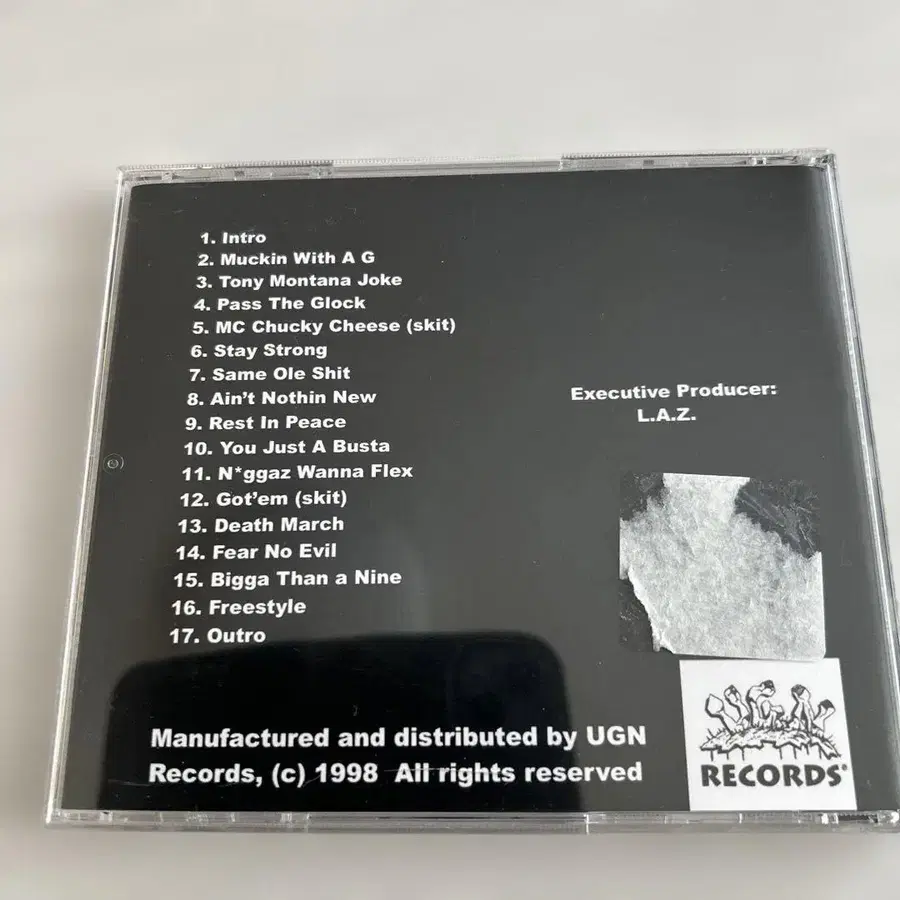 1. Intro
2. Muckin With A G
3. Tony Montana Joke
4. Pass The Glock
5. MC Chucky Cheese (skit)
6. Stay Strong
7. Same Ole Shit
8. Ain't Nothin New
9. Rest In Peace
10. You Just A Busta
11. N*ggaz Wanna Flex
12. Got'em (skit)
13. Death March
14. Fear No Evil
15. Bigga Than a Nine
16. Freestyle
17. Outro
Executive Producer:
L.A.Z.
Manufactured and distributed by UGN
Records, (c) 1998 All rights reserved
U.G.N.
RECORDS